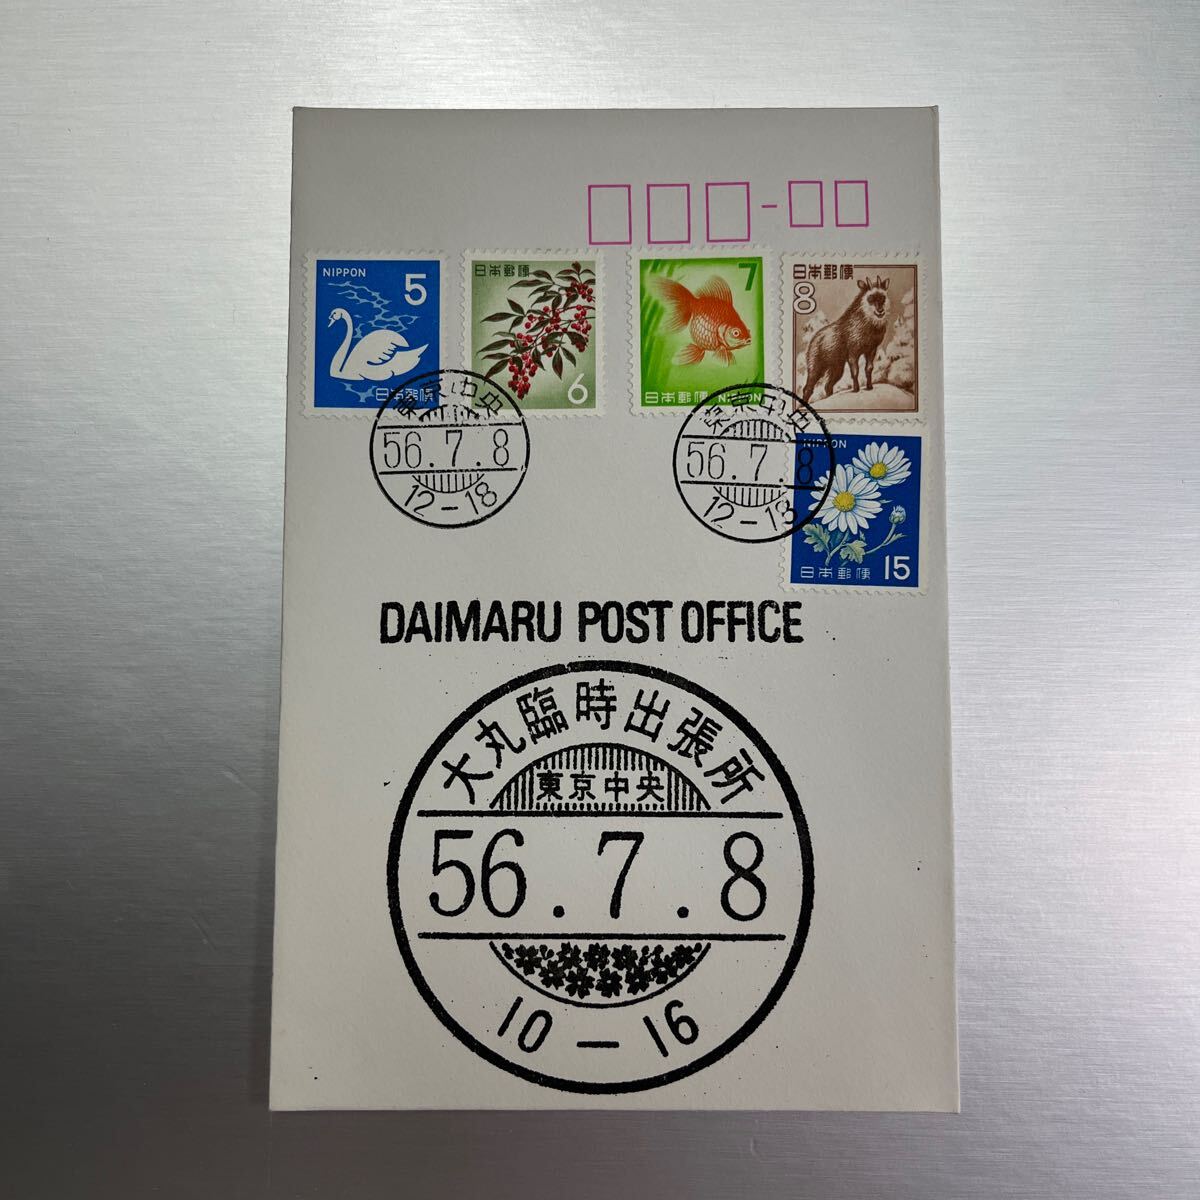 NIPPON
5
日本郵便
日本郵便
6
7
日本郵便 NIPPON
日本郵便
8
東京中央
56.7.8
12-18
東京中央
56.7.8
12-18
NIPPON
日本郵便 15
DAIMARU POST OFFICE
大丸臨時出張所
東京中央
56.7.8
10-16